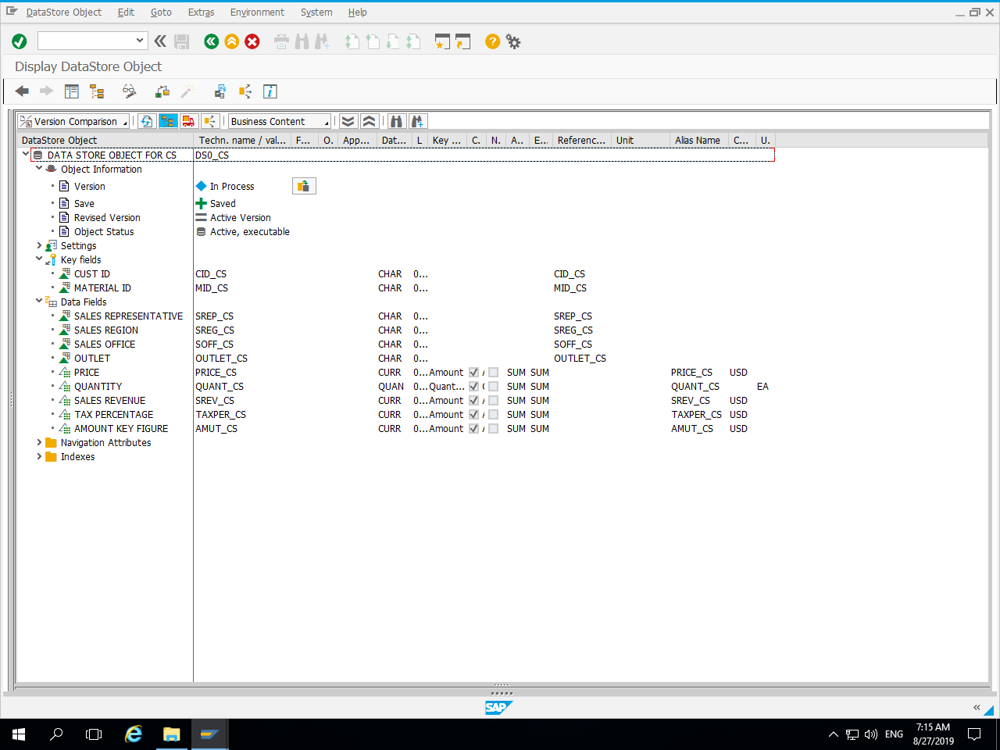 DataStore Object Edit Goto Extras Environment System Help
Display DataStore Object
Version Comparison Business Content
DataStore Object Techn. name / val... F... O. App... Dat... L Key ... C. N. A.. E... Referenc... Unit Alias Name C... U.
DATA STORE OBJECT FOR CS DS0_CS
Object Information
Version In Process
Save Saved
Revised Version Active Version
Object Status Active, executable
Settings
Key fields
CUST ID CID_CS CHAR 0... CID_CS
MATERIAL ID MID_CS CHAR 0... MID_CS
Data Fields
SALES REPRESENTATIVE SREP_CS CHAR 0... SREP_CS
SALES REGION SREG_CS CHAR 0... SREG_CS
SALES OFFICE SOFF_CS CHAR 0... SOFF_CS
OUTLET OUTLET_CS CHAR 0... OUTLET_CS
PRICE PRICE_CS CURR 0... Amount SUM SUM PRICE_CS USD
QUANTITY QUANT_CS QUAN 0... Quant... SUM SUM QUANT_CS EA
SALES REVENUE SREV_CS CURR 0... Amount SUM SUM SREV_CS USD
TAX PERCENTAGE TAXPER_CS CURR 0... Amount SUM SUM TAXPER_CS USD
AMOUNT KEY FIGURE AMUT_CS CURR 0... Amount SUM SUM AMUT_CS USD
Navigation Attributes
Indexes
SAP
ENG 7:15 AM
8/27/2019